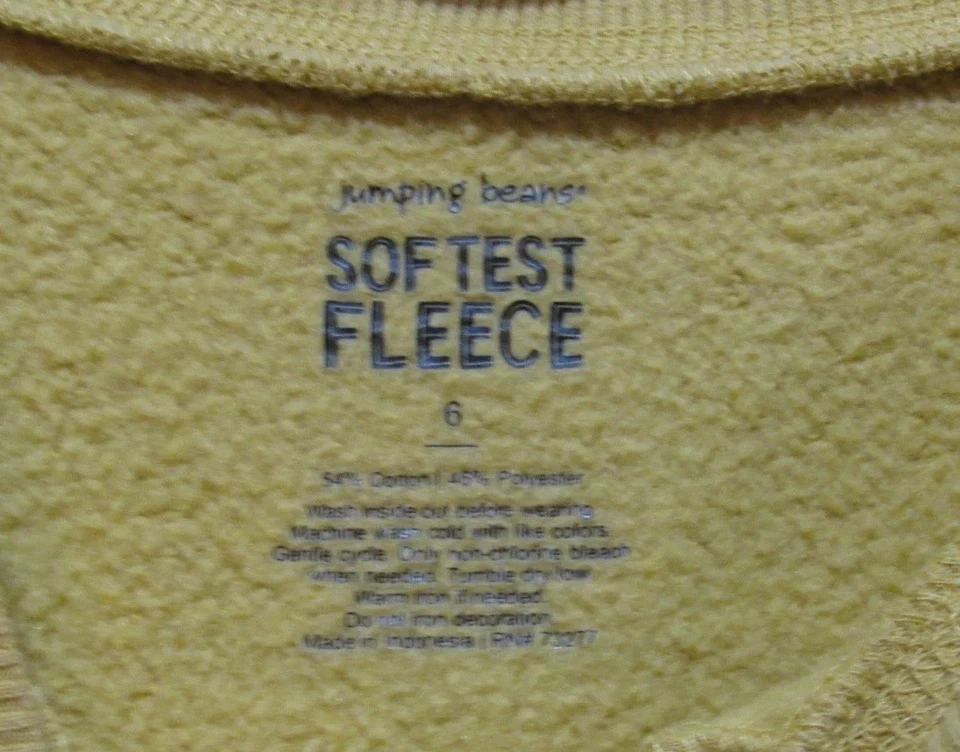 jumping beans®
SOFTEST
FLEECE
6
54% Cotton | 46% Polyester
Wash inside out before wearing.
Machine wash cold with like colors.
Gentle cycle. Only non-chlorine bleach
when needed. Tumble dry low.
Warm iron if needed.
Do not iron decoration.
Made in Indonesia | RN# 73277